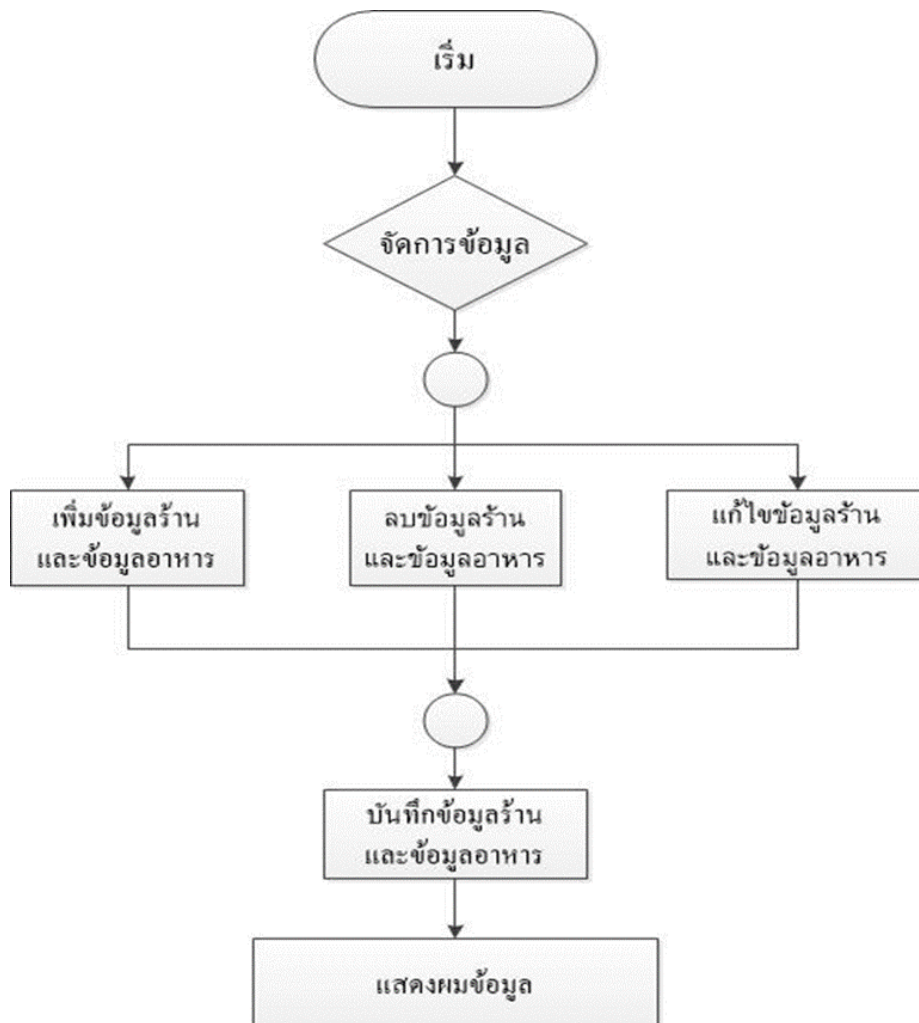 เริ่ม
จัดการข้อมูล
เพิ่มข้อมูลร้าน
และข้อมูลอาหาร
ลบข้อมูลร้าน
และข้อมูลอาหาร
แก้ไขข้อมูลร้าน
และข้อมูลอาหาร
บันทึกข้อมูลร้าน
และข้อมูลอาหาร
แสดงผมข้อมูล